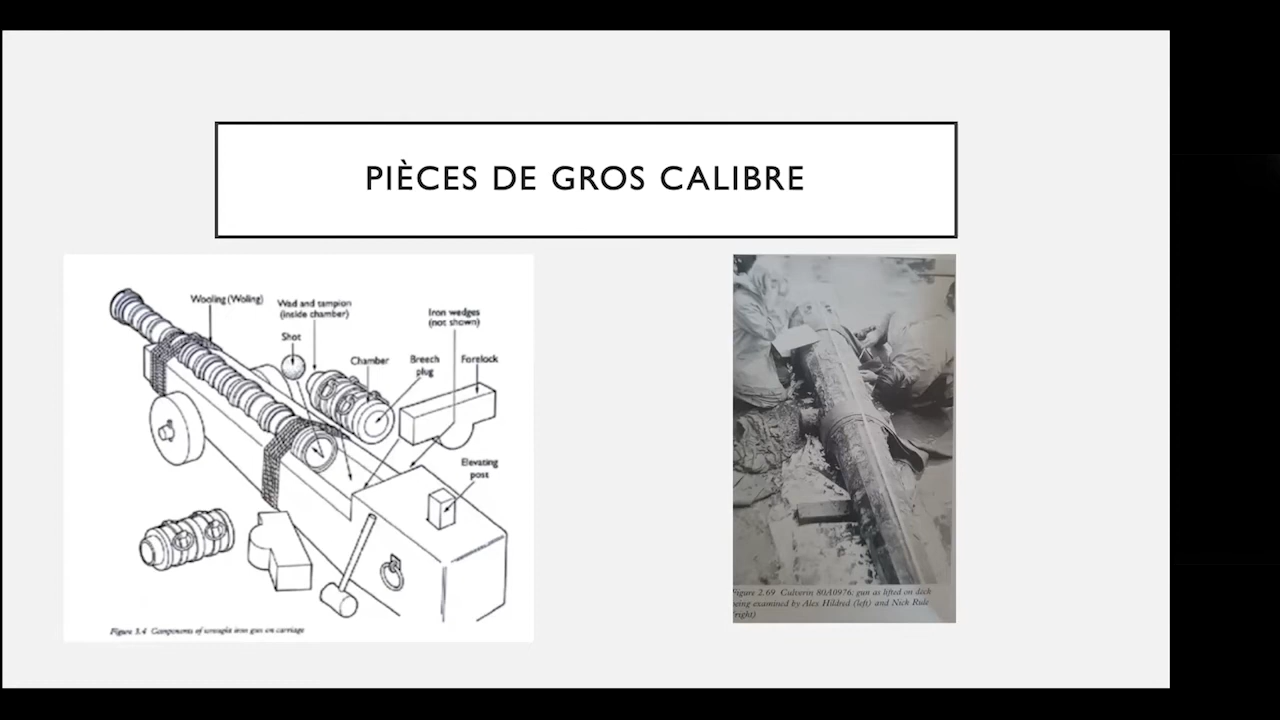 PIÈCES DE GROS CALIBRE
Wooling (Woling)
Wad and tampion
(inside chamber)
Shot
Iron wedges
(not shown)
Chamber
Breech
plug
Forelock
Elevating
post
Figure 3.4 Components of wrought iron gun on carriage
Figure 2.69 Culverin 80A0976: gun as lifted on deck
being examined by Alex Hildred (left) and Nick Rule
(right)